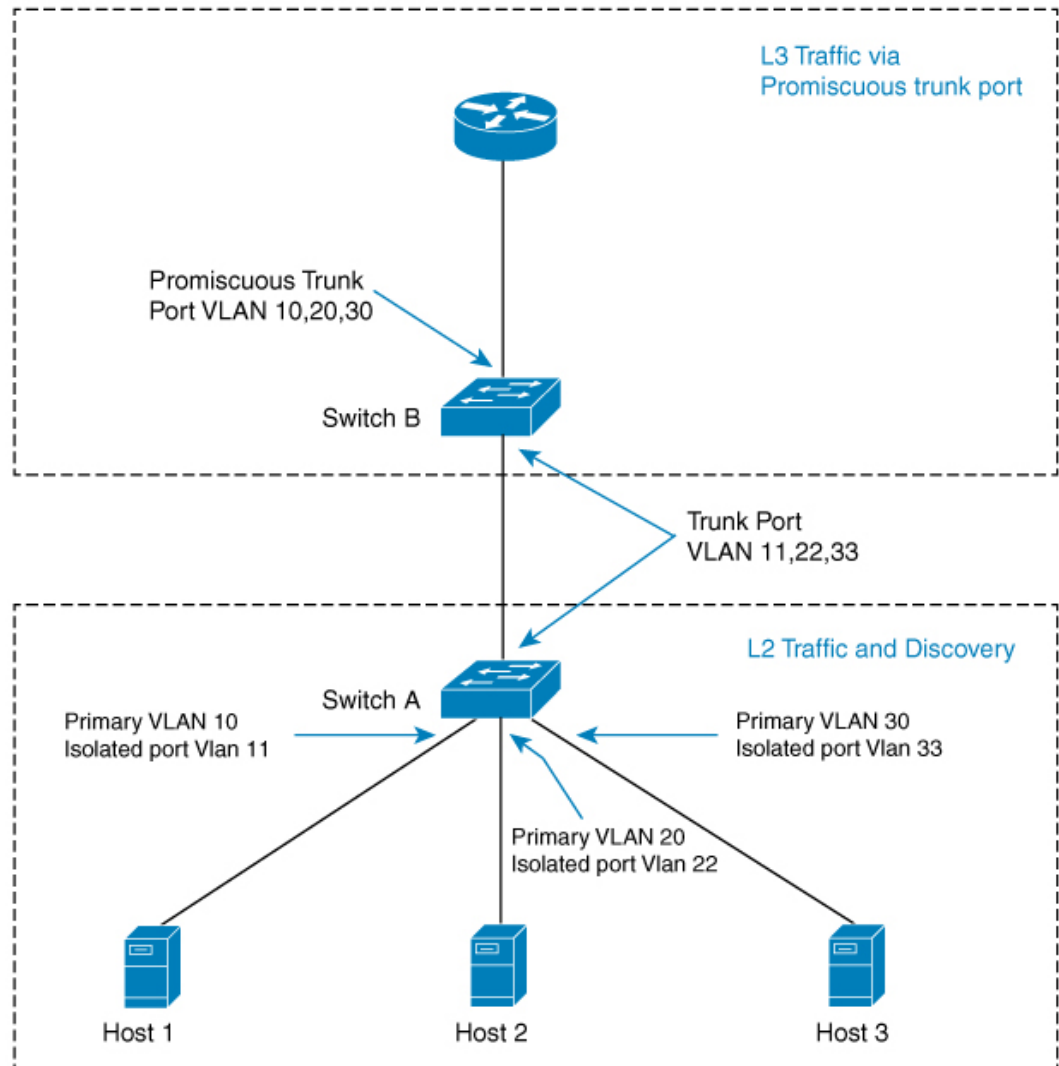 L3 Traffic via
Promiscuous trunk port
Promiscuous Trunk
Port VLAN 10,20,30
Switch B
Trunk Port
VLAN 11,22,33
L2 Traffic and Discovery
Switch A
Primary VLAN 10
Isolated port Vlan 11
Primary VLAN 30
Isolated port Vlan 33
Primary VLAN 20
Isolated port Vlan 22
Host 1
Host 2
Host 3